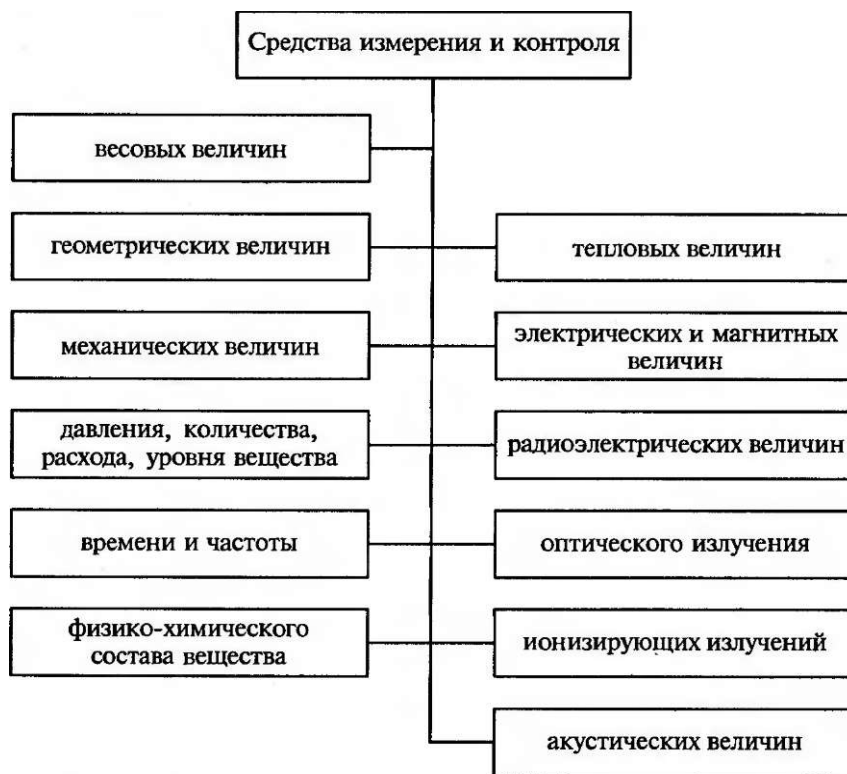 Средства измерения и контроля
весовых величин
геометрических величин
тепловых величин
механических величин
электрических и магнитных
величин
давления, количества,
расхода, уровня вещества
радиоэлектрических величин
времени и частоты
оптического излучения
физико-химического
состава вещества
ионизирующих излучений
акустических величин